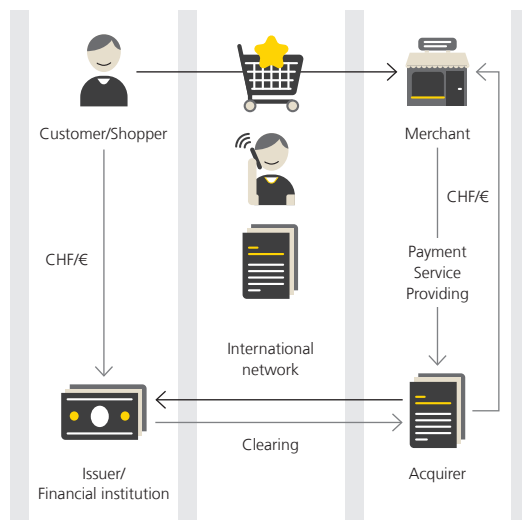 Customer/Shopper
Merchant
CHF/€
CHF/€
Payment
Service
Providing
International
network
Clearing
Issuer/
Financial institution
Acquirer